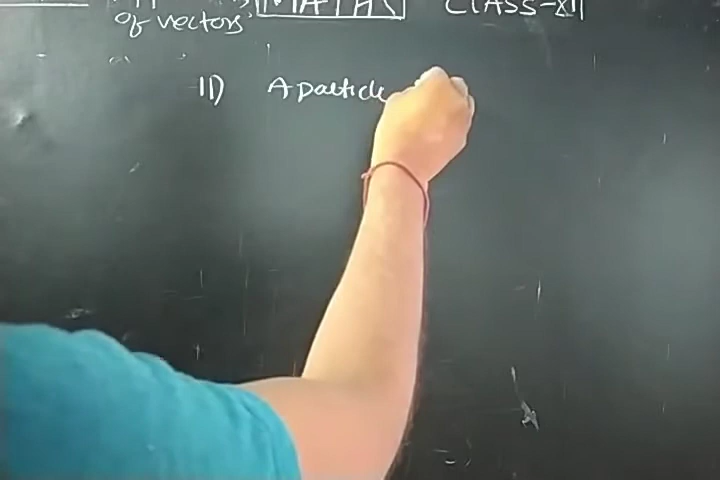 MATHS CLASS-XII
of vectors
11) A particle